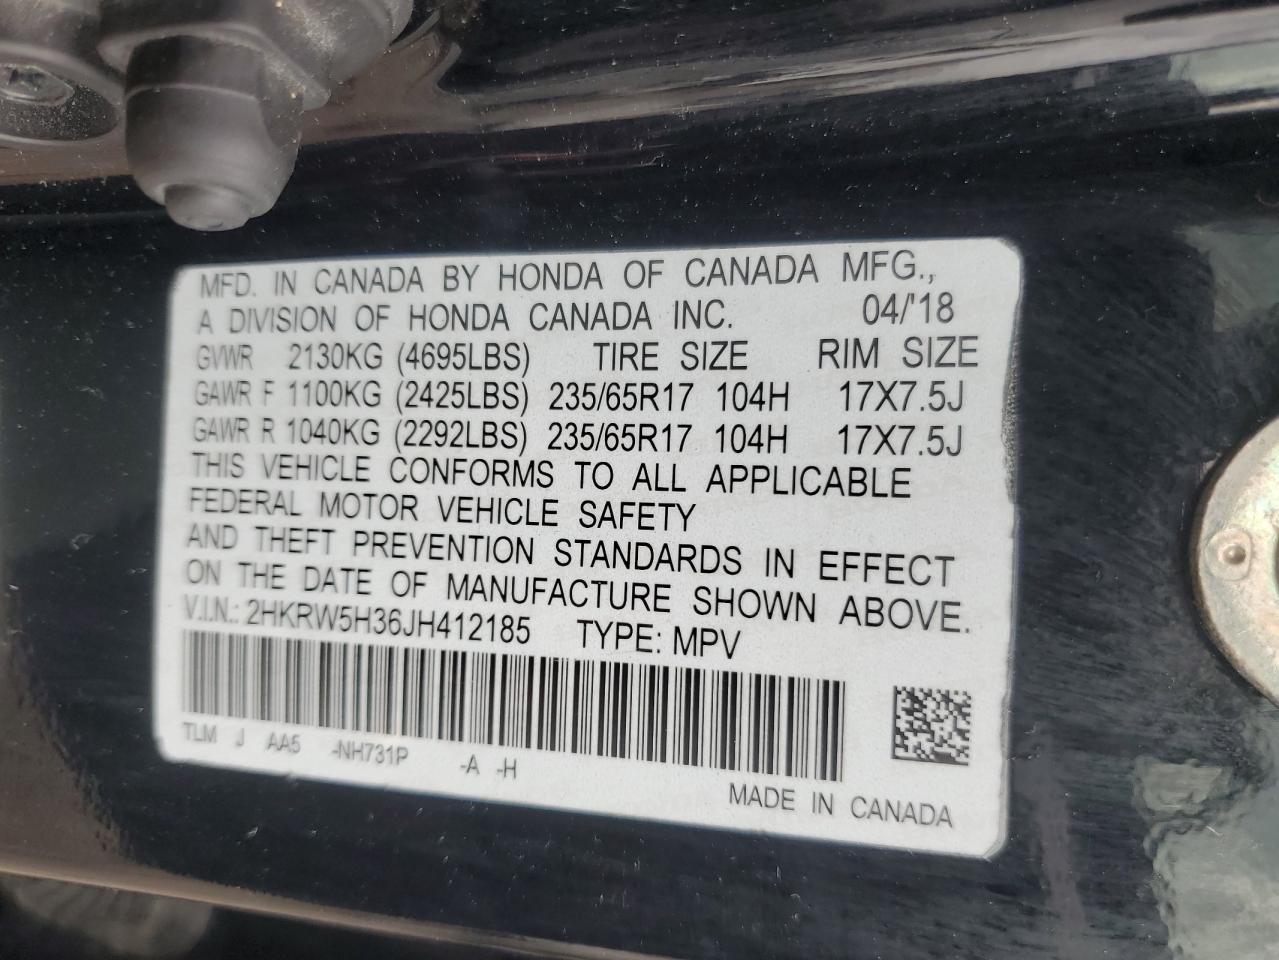 MFD. IN CANADA BY HONDA OF CANADA MFG.,
A DIVISION OF HONDA CANADA INC. 04/'18
GVWR 2130KG (4695LBS) TIRE SIZE RIM SIZE
GAWR F 1100KG (2425LBS) 235/65R17 104H 17X7.5J
GAWR R 1040KG (2292LBS) 235/65R17 104H 17X7.5J
THIS VEHICLE CONFORMS TO ALL APPLICABLE
FEDERAL MOTOR VEHICLE SAFETY
AND THEFT PREVENTION STANDARDS IN EFFECT
ON THE DATE OF MANUFACTURE SHOWN ABOVE.
V.I.N.: 2HKRW5H36JH412185 TYPE: MPV
TLM J AA5 -NH731P -A -H
MADE IN CANADA